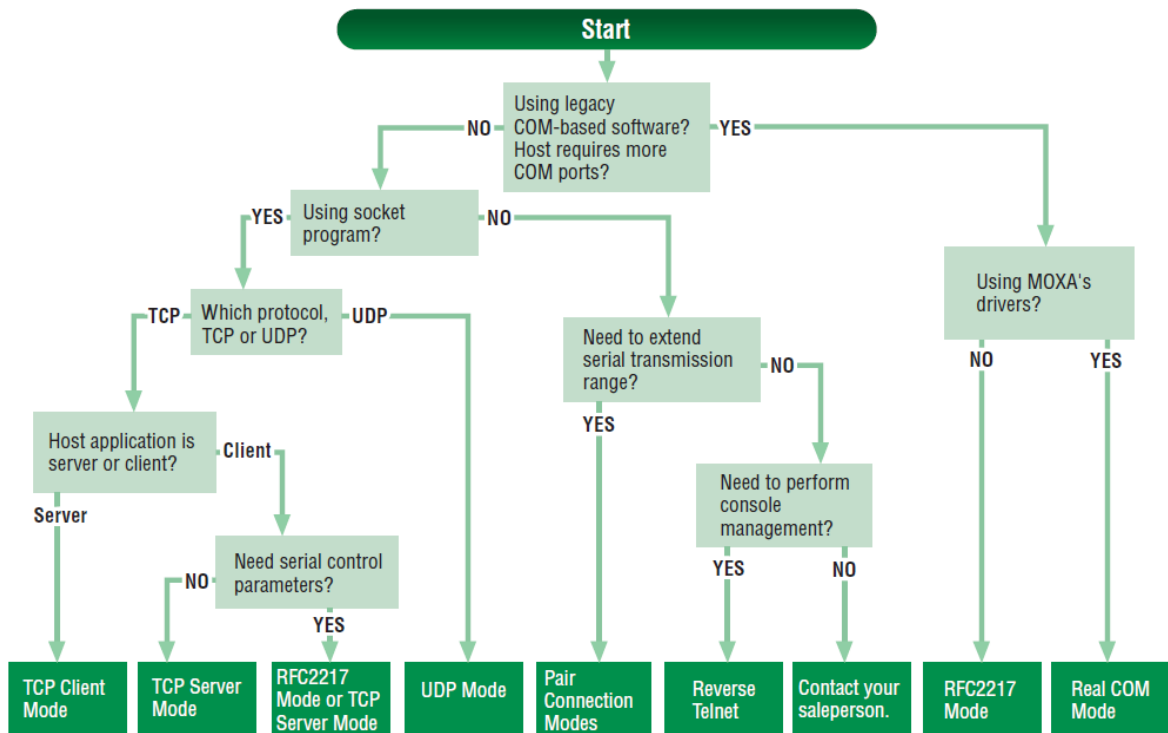 Start
Using legacy
COM-based software?
Host requires more
COM ports?
NO
YES
Using socket
program?
YES
NO
Using MOXA's
drivers?
Which protocol,
TCP or UDP?
TCP
UDP
Need to extend
serial transmission
range?
NO
YES
NO
YES
Host application is
server or client?
Client
Server
Need to perform
console
management?
YES
NO
Need serial control
parameters?
NO
YES
TCP Client
Mode
TCP Server
Mode
RFC2217
Mode or TCP
Server Mode
UDP Mode
Pair
Connection
Modes
Reverse
Telnet
Contact your
saleperson.
RFC2217
Mode
Real COM
Mode